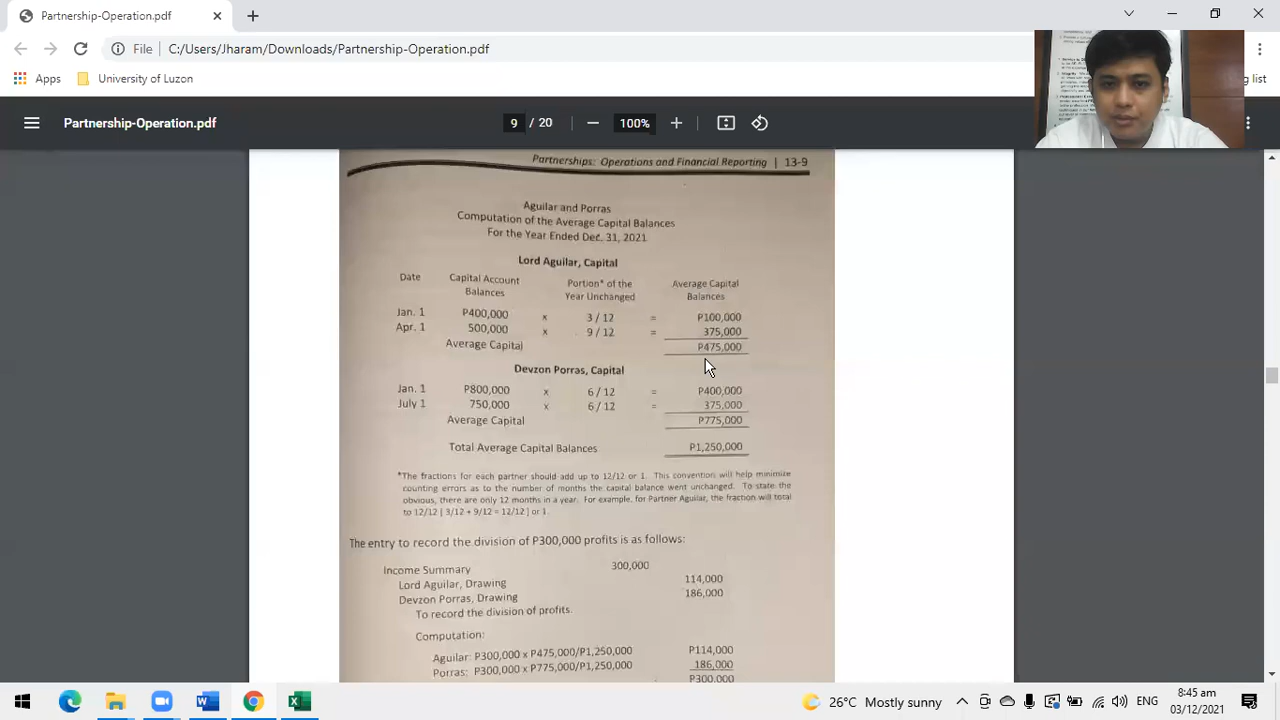 Partnership-Operation.pdf
File C:/Users/Jharam/Downloads/Partnership-Operation.pdf
Apps University of Luzon
g list
Partnership-Operation.pdf 9 / 20 100%
Partnerships: Operations and Financial Reporting | 13-9
Aguilar and Porras
Computation of the Average Capital Balances
For the Year Ended Dec. 31, 2021
Lord Aguilar, Capital
Date Capital Account Portion* of the Average Capital
Balances Year Unchanged Balances
Jan. 1 P400,000 x 3 / 12 = P100,000
Apr. 1 500,000 x 9 / 12 = 375,000
Average Capital P475,000
Devzon Porras, Capital
Jan. 1 P800,000 x 6 / 12 = P400,000
July 1 750,000 x 6 / 12 = 375,000
Average Capital P775,000
Total Average Capital Balances P1,250,000
*The fractions for each partner should add up to 12/12 or 1. This convention will help minimize
counting errors as to the number of months the capital balance went unchanged. To state the
obvious, there are only 12 months in a year. For example, for Partner Aguilar, the fraction will total
to 12/12 [ 3/12 + 9/12 = 12/12 ] or 1.
The entry to record the division of P300,000 profits is as follows:
Income Summary 300,000
Lord Aguilar, Drawing 114,000
Devzon Porras, Drawing 186,000
To record the division of profits.
Computation:
Aguilar: P300,000 x P475,000/P1,250,000 P114,000
Porras: P300,000 x P775,000/P1,250,000 186,000
P300,000
26°C Mostly sunny ENG 8:45 am
03/12/2021